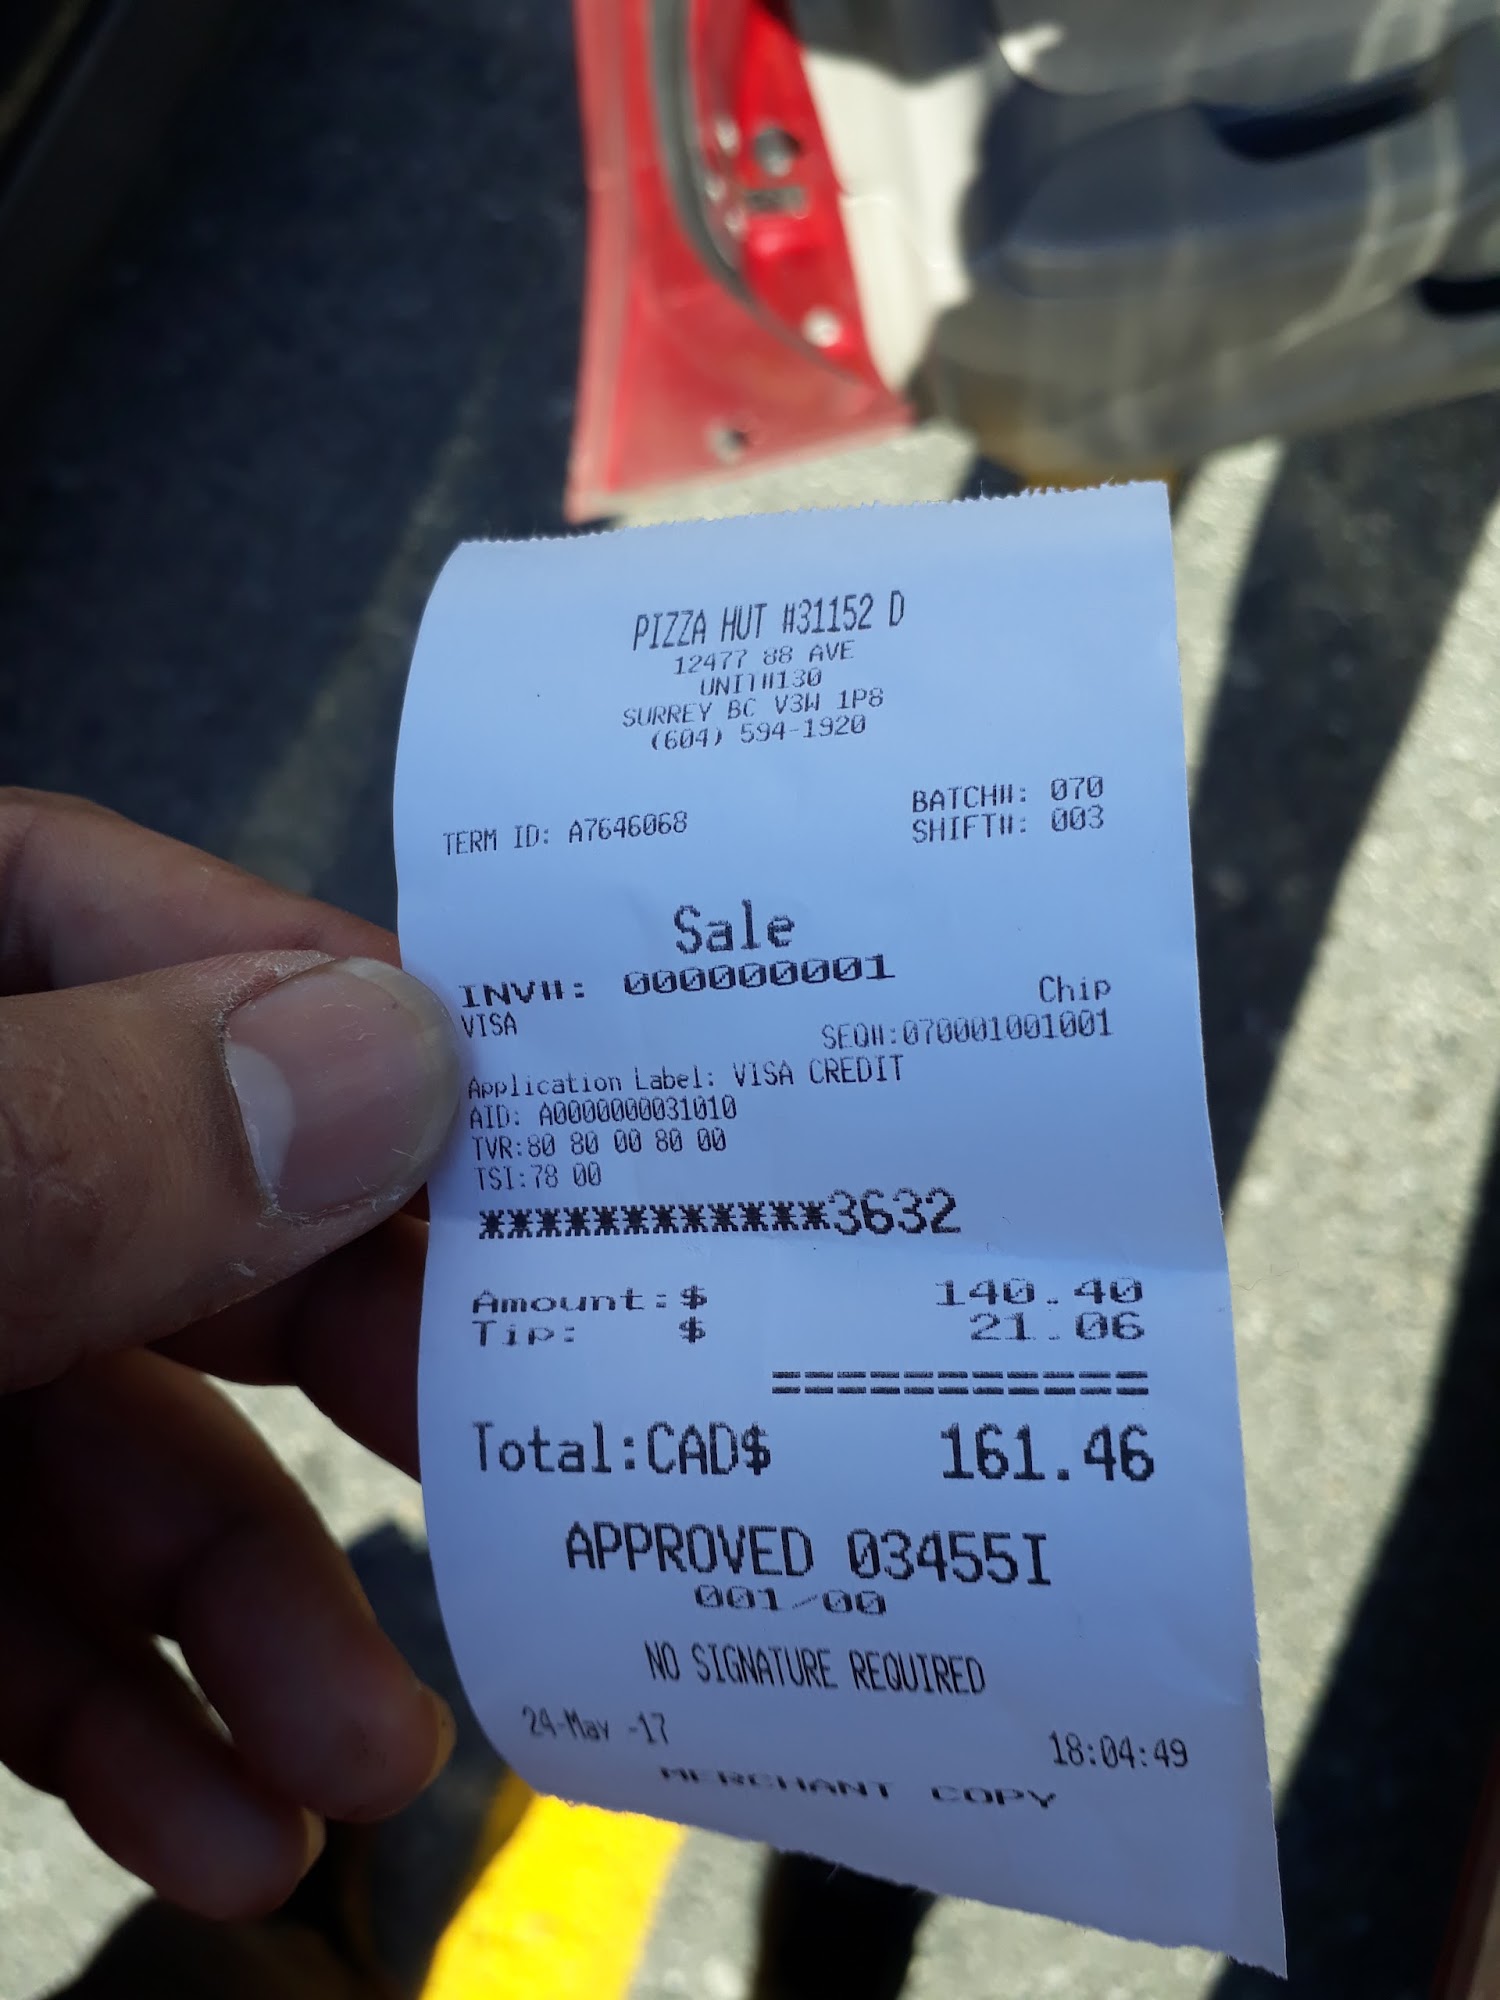 PIZZA HUT #31152 D
12477 88 AVE
UNIT#130
SURREY BC V3W 1P8
(604) 594-1920
BATCH#: 070
TERM ID: A7646068
SHIFT#: 003
Sale
INV#: 000000001
Chip
VISA
SEQ#:070001001001
Application Label: VISA CREDIT
AID: A0000000031010
TVR:80 80 00 80 00
TSI:78 00
************3632
Amount:$ 140.40
Tip: $ 21.06
===========
Total:CAD$ 161.46
APPROVED 03455I
001/00
NO SIGNATURE REQUIRED
24-May -17 18:04:49
MERCHANT COPY